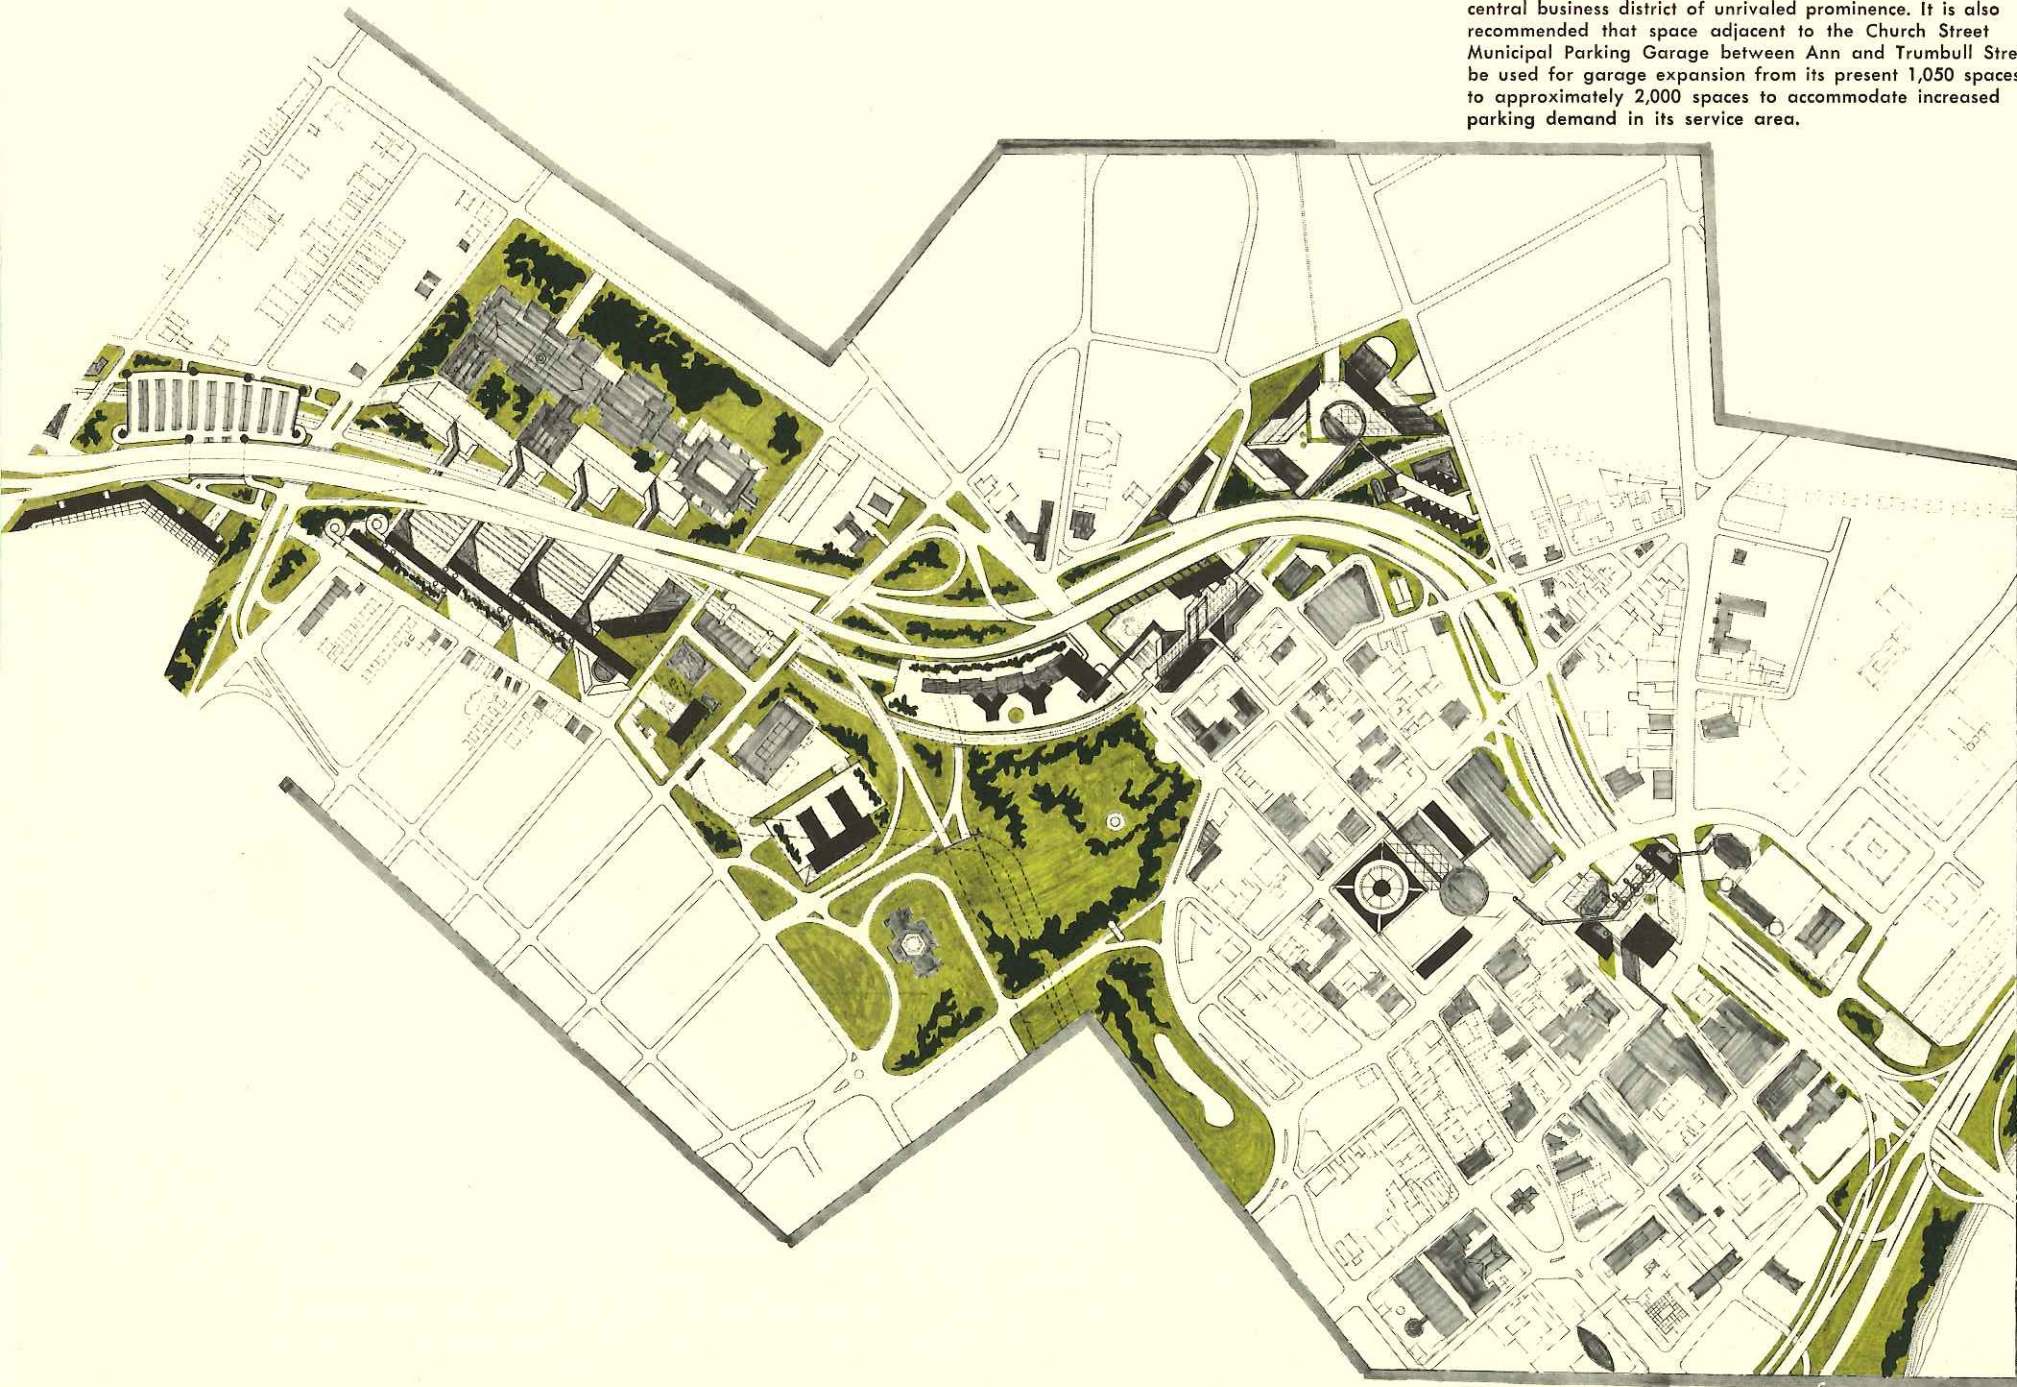 central business district of unrivaled prominence. It is also
recommended that space adjacent to the Church Street
Municipal Parking Garage between Ann and Trumbull Stre
be used for garage expansion from its present 1,050 spaces
to approximately 2,000 spaces to accommodate increased
parking demand in its service area.